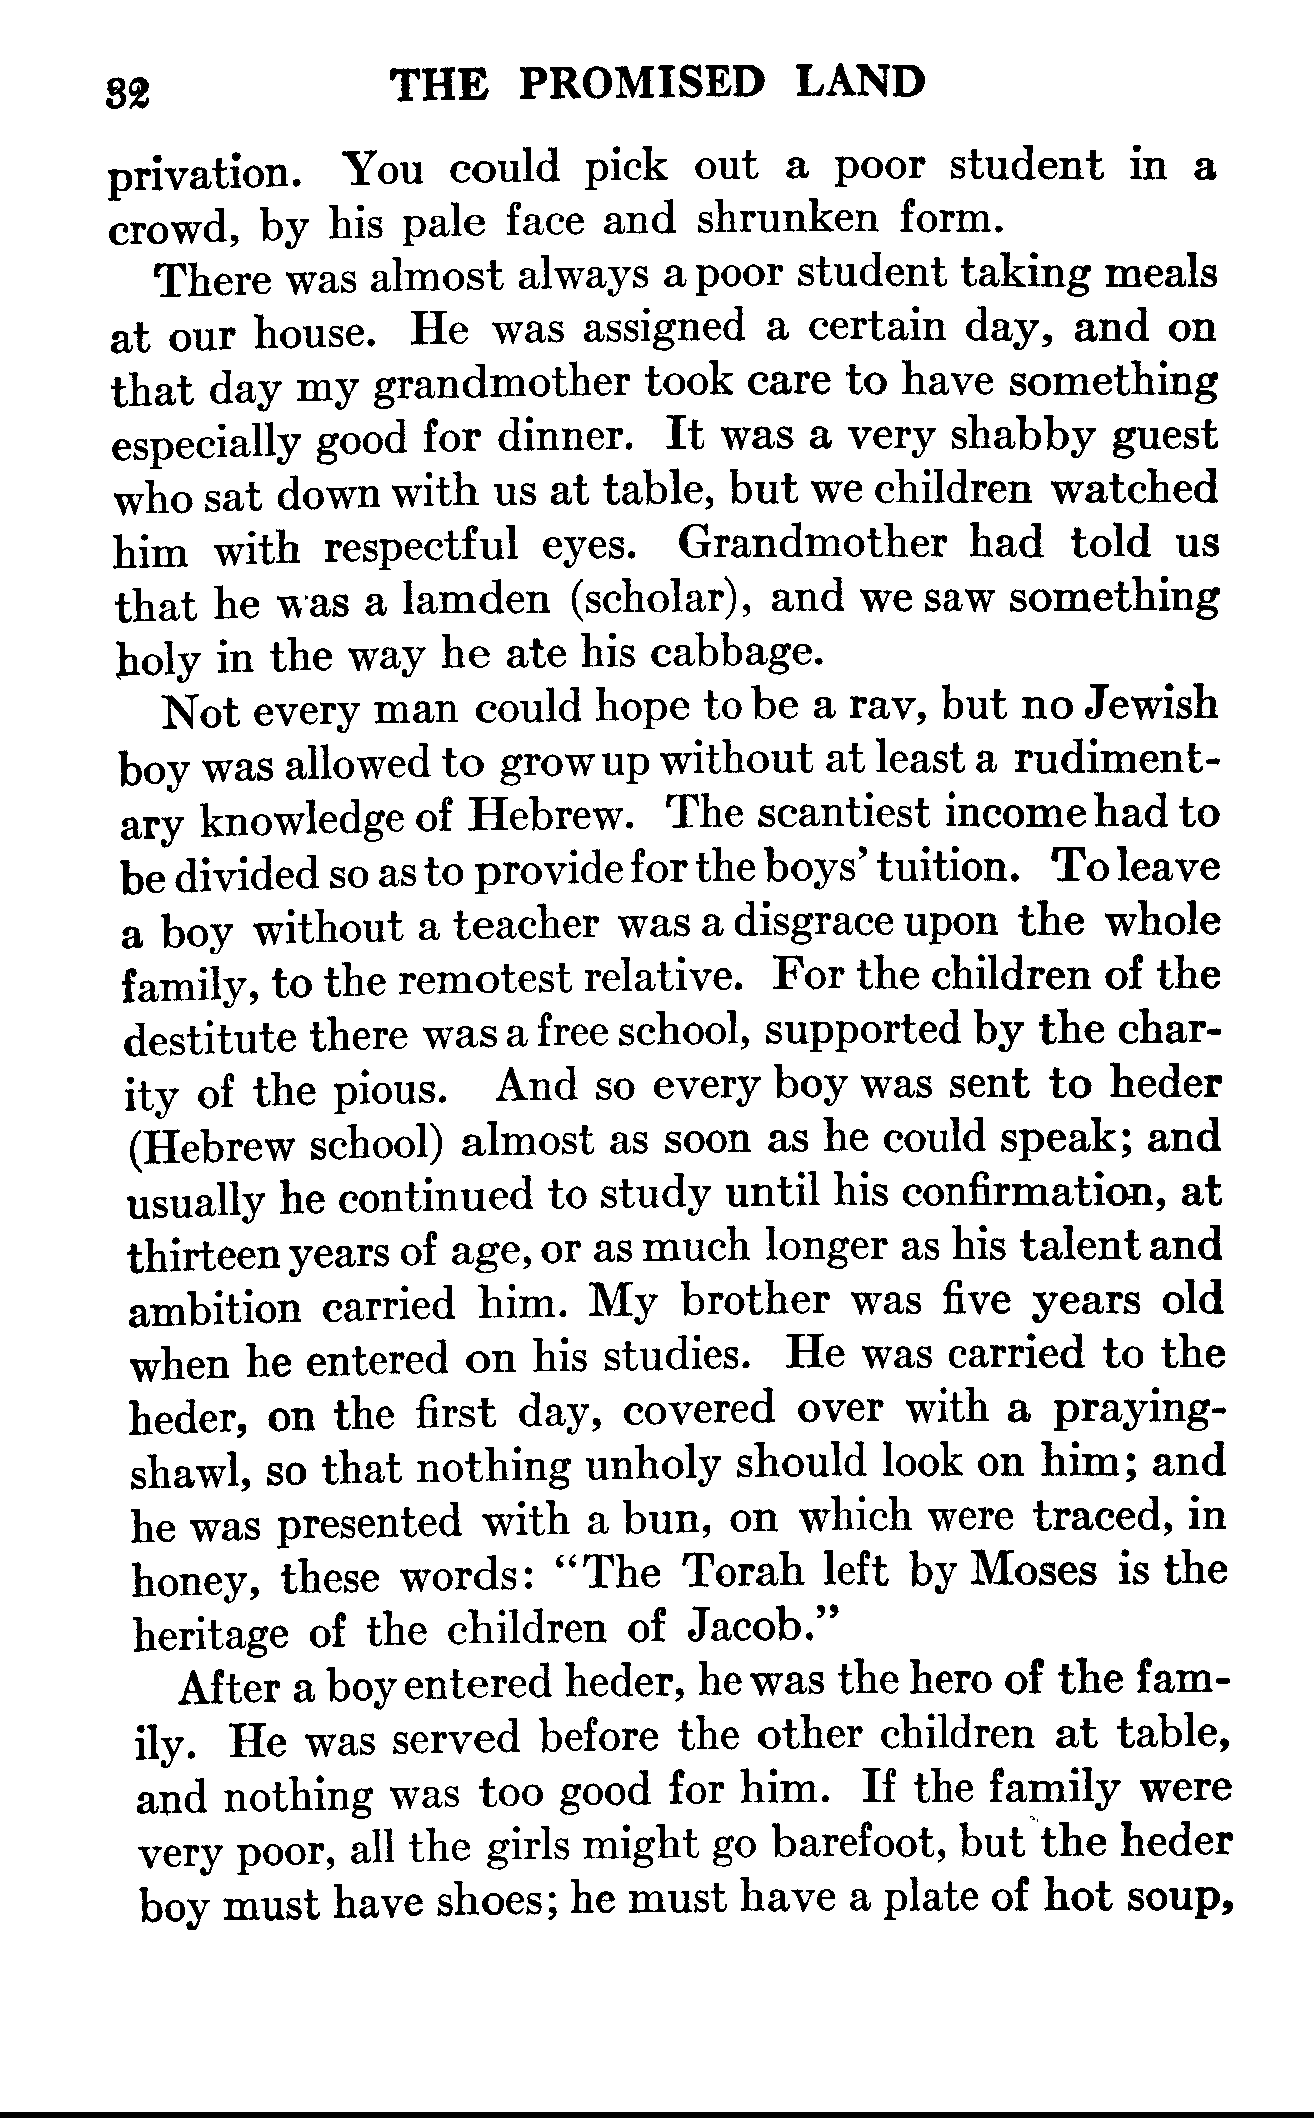 32 THE PROMISED LAND
privation. You could pick out a poor student in a
crowd, by his pale face and shrunken form.
There was almost always a poor student taking meals
at our house. He was assigned a certain day, and on
that day my grandmother took care to have something
especially good for dinner. It was a very shabby guest
who sat down with us at table, but we children watched
him with respectful eyes. Grandmother had told us
that he was a lamden (scholar), and we saw something
holy in the way he ate his cabbage.
Not every man could hope to be a rav, but no Jewish
boy was allowed to grow up without at least a rudiment-
ary knowledge of Hebrew. The scantiest income had to
be divided so as to provide for the boys' tuition. To leave
a boy without a teacher was a disgrace upon the whole
family, to the remotest relative. For the children of the
destitute there was a free school, supported by the char-
ity of the pious. And so every boy was sent to heder
(Hebrew school) almost as soon as he could speak; and
usually he continued to study until his confirmation, at
thirteen years of age, or as much longer as his talent and
ambition carried him. My brother was five years old
when he entered on his studies. He was carried to the
heder, on the first day, covered over with a praying-
shawl, so that nothing unholy should look on him; and
he was presented with a bun, on which were traced, in
honey, these words: "The Torah left by Moses is the
heritage of the children of Jacob."
After a boy entered heder, he was the hero of the fam-
ily. He was served before the other children at table,
and nothing was too good for him. If the family were
very poor, all the girls might go barefoot, but the heder
boy must have shoes; he must have a plate of hot soup,